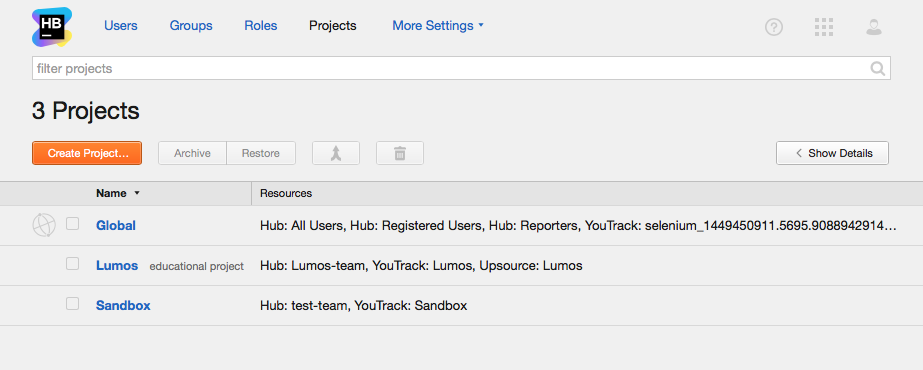 HB Users Groups Roles Projects More Settings
filter projects
3 Projects
Create Project... Archive Restore Show Details
Name Resources
Global Hub: All Users, Hub: Registered Users, Hub: Reporters, YouTrack: selenium_1449450911.5695.9088942914...
Lumos educational project Hub: Lumos-team, YouTrack: Lumos, Upsource: Lumos
Sandbox Hub: test-team, YouTrack: Sandbox